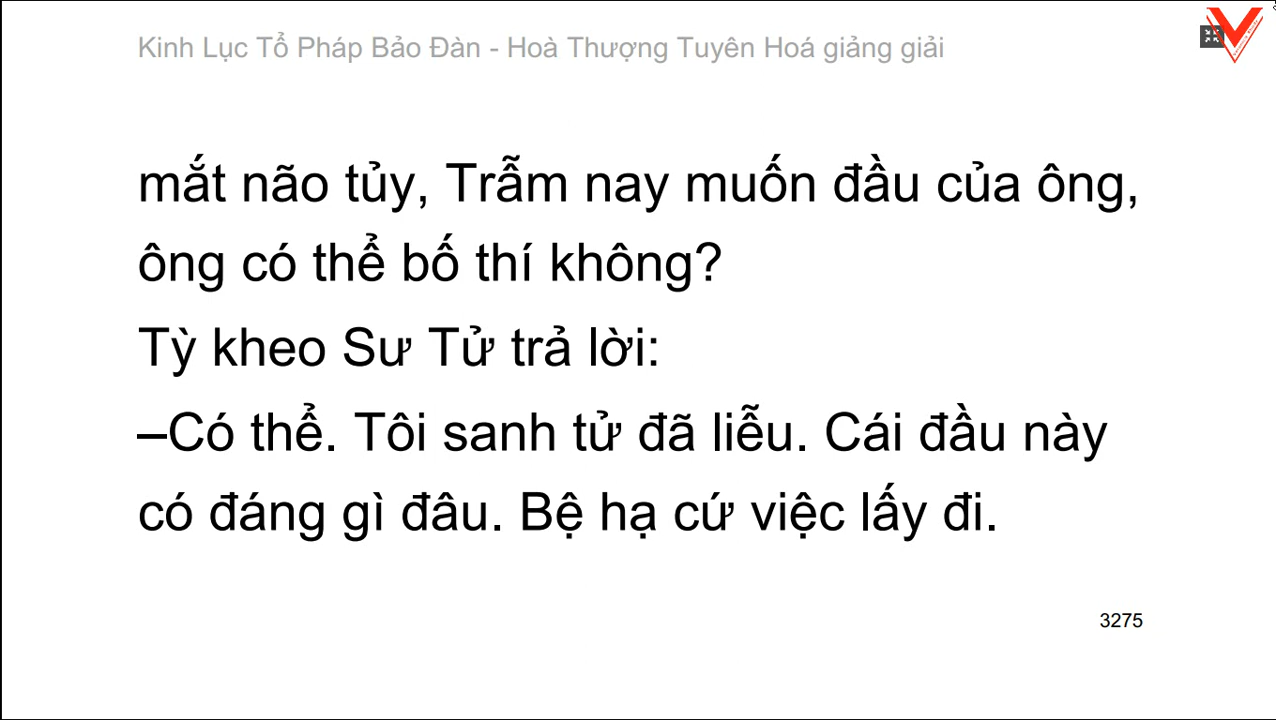 Kinh Lục Tổ Pháp Bảo Đàn - Hoà Thượng Tuyên Hoá giảng giải
mắt não tủy, Trẫm nay muốn đầu của ông,
ông có thể bố thí không?
Tỳ kheo Sư Tử trả lời:
–Có thể. Tôi sanh tử đã liễu. Cái đầu này
có đáng gì đâu. Bệ hạ cứ việc lấy đi.
3275